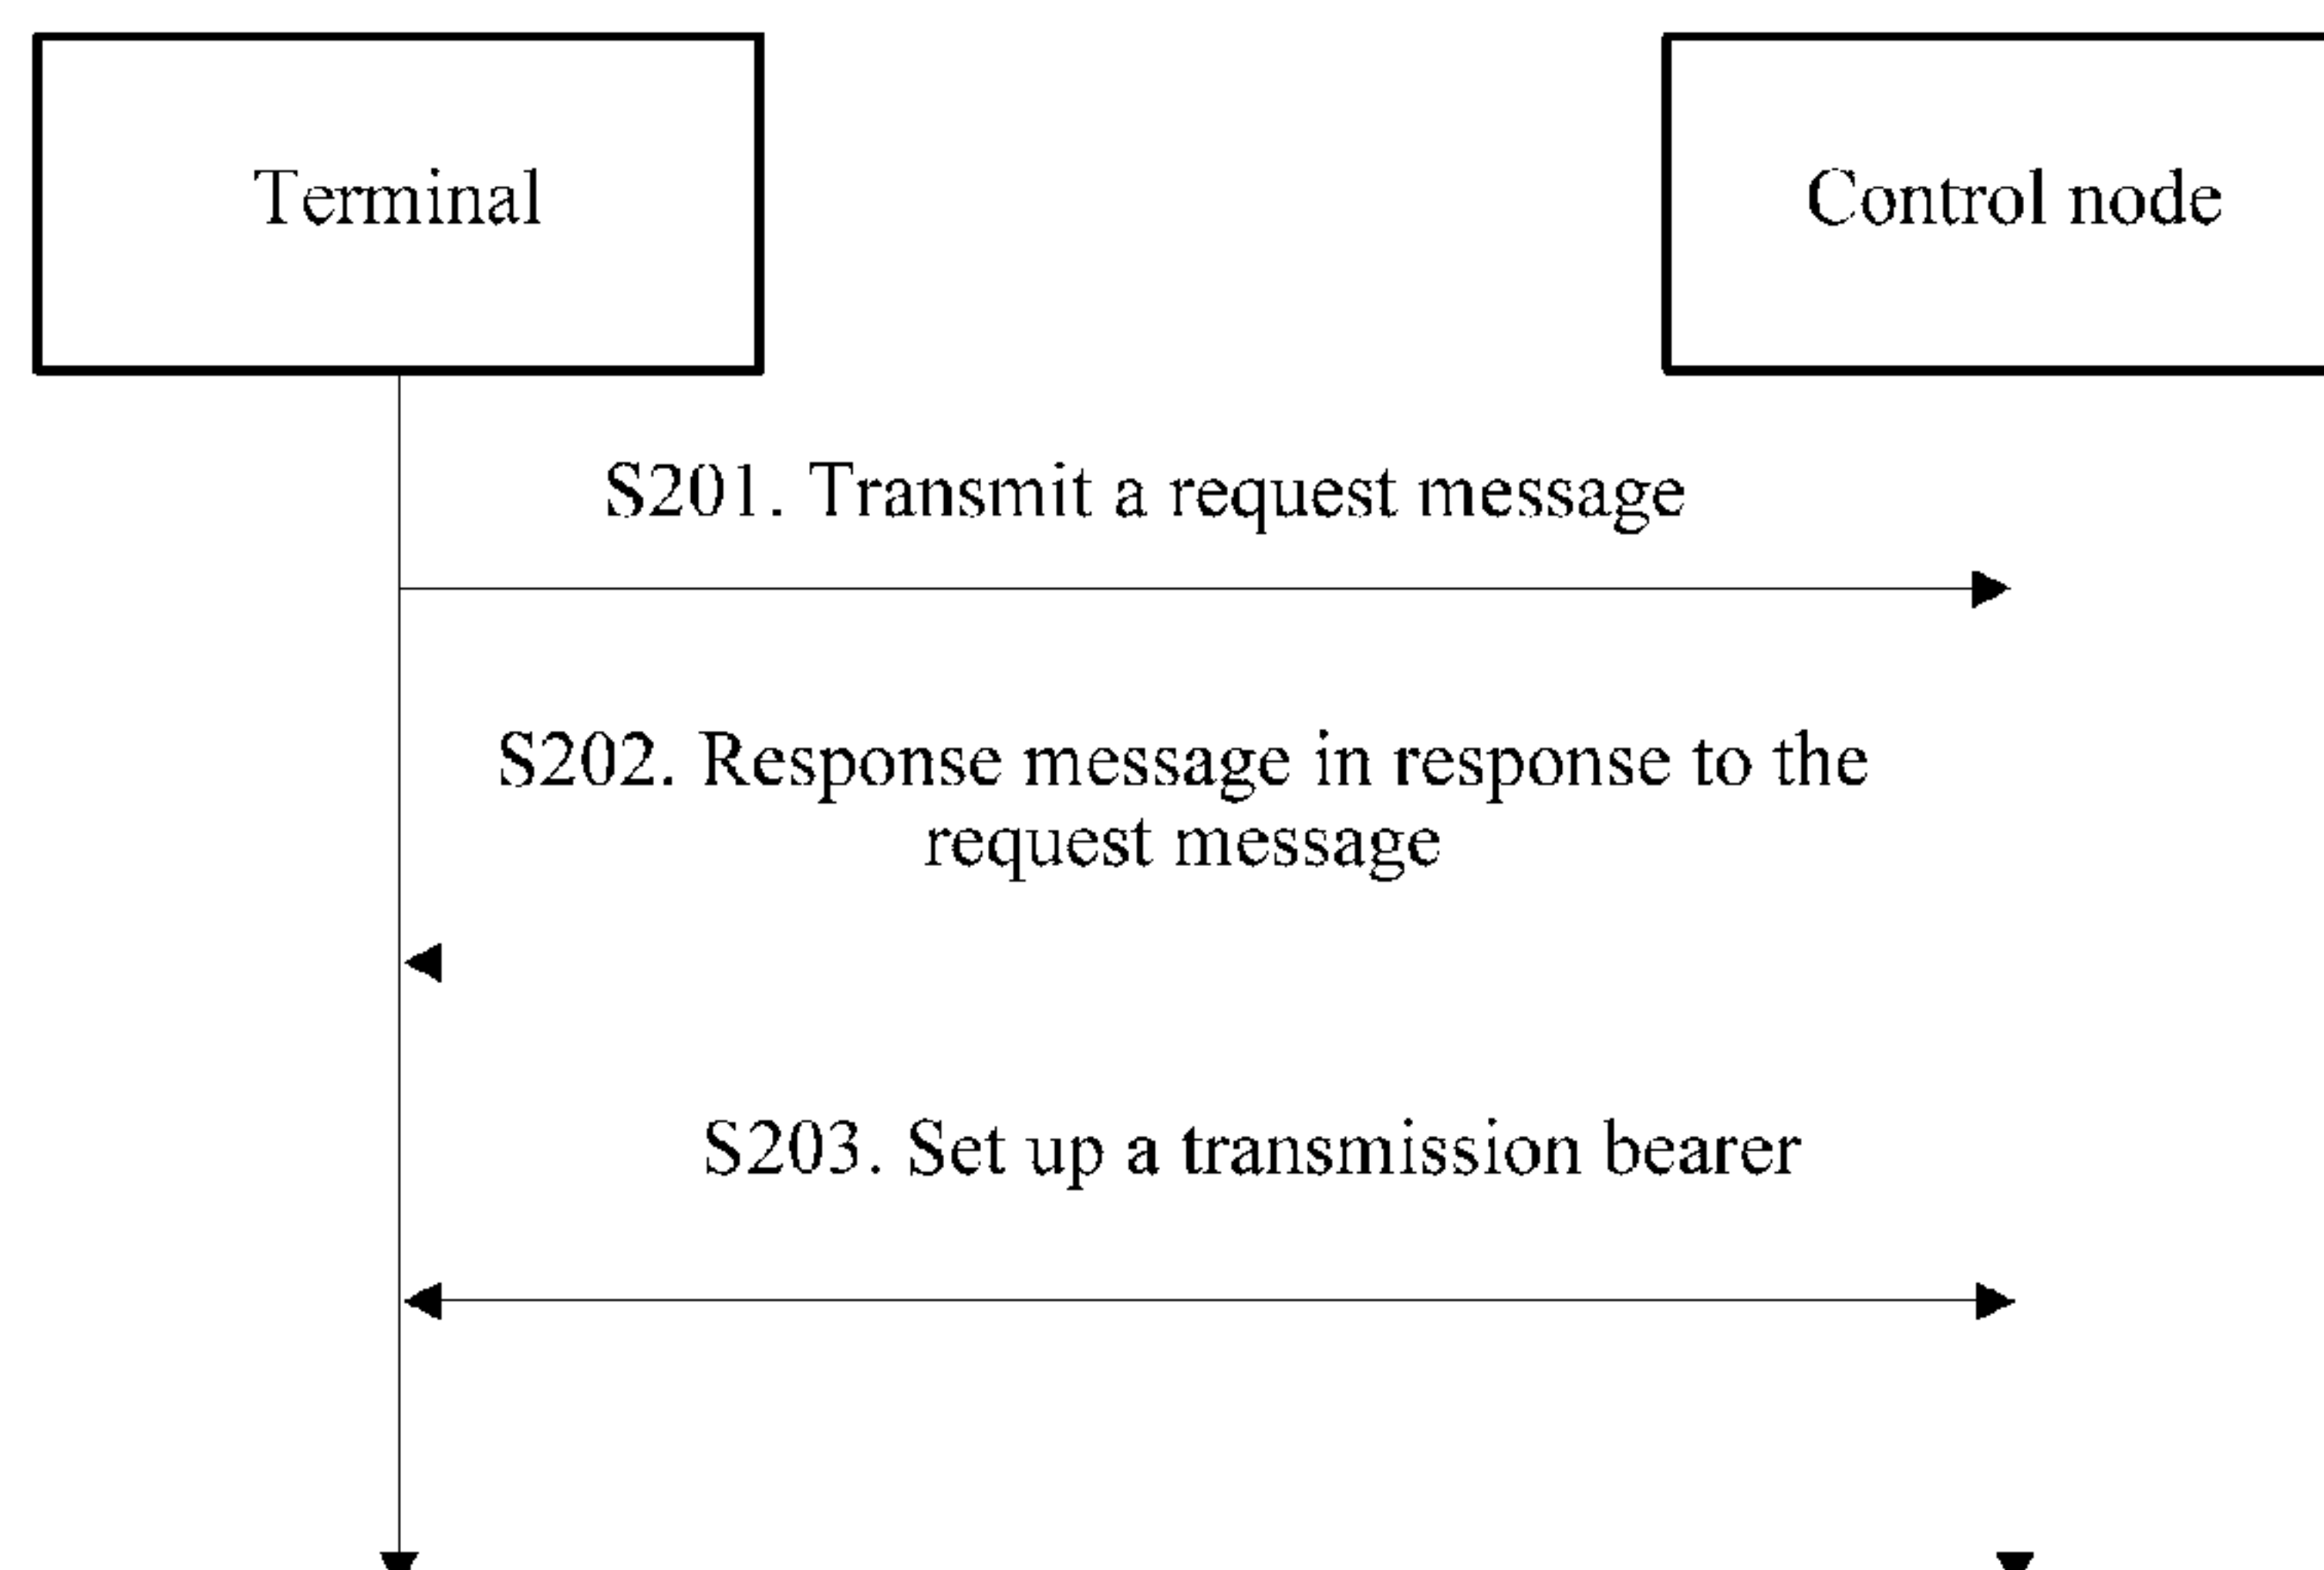 Terminal
Control node
S201. Transmit a request message
S202. Response message in response to the
request message
S203. Set up a transmission bearer